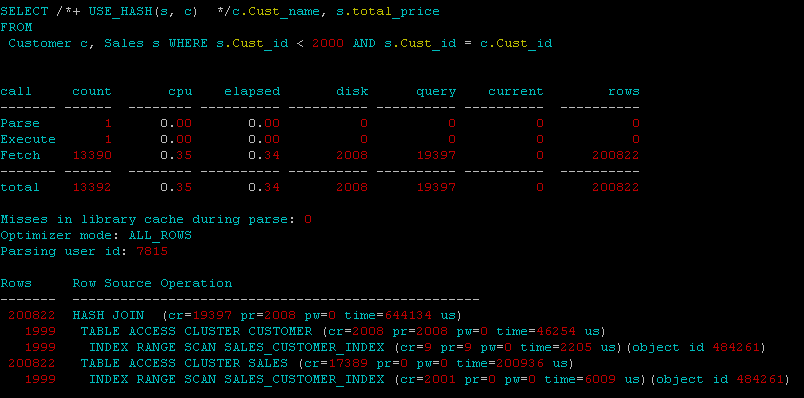 SELECT /*+ USE_HASH(s, c)  */c.Cust_name, s.total_price
FROM
 Customer c, Sales s WHERE s.Cust_id < 2000 AND s.Cust_id = c.Cust_id
call     count       cpu    elapsed       disk      query    current        rows
------- ------  -------- ---------- ---------- ---------- ----------  ----------
Parse        1      0.00       0.00          0          0          0           0
Execute      1      0.00       0.00          0          0          0           0
Fetch    13390      0.35       0.34       2008      19397          0      200822
------- ------  -------- ---------- ---------- ---------- ----------  ----------
total    13392      0.35       0.34       2008      19397          0      200822
Misses in library cache during parse: 0
Optimizer mode: ALL_ROWS
Parsing user id: 7815
Rows     Row Source Operation
-------  ---------------------------------------------------
 200822  HASH JOIN  (cr=19397 pr=2008 pw=0 time=644134 us)
   1999   TABLE ACCESS CLUSTER CUSTOMER (cr=2008 pr=2008 pw=0 time=46254 us)
   1999    INDEX RANGE SCAN SALES_CUSTOMER_INDEX (cr=9 pr=9 pw=0 time=2205 us)(object id 484261)
 200822   TABLE ACCESS CLUSTER SALES (cr=17389 pr=0 pw=0 time=200936 us)
   1999    INDEX RANGE SCAN SALES_CUSTOMER_INDEX (cr=2001 pr=0 pw=0 time=6009 us)(object id 484261)